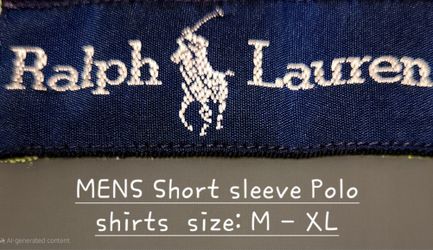 Ralph Lauren
MENS Short sleeve Polo
shirts size: M - XL
AI-generated content